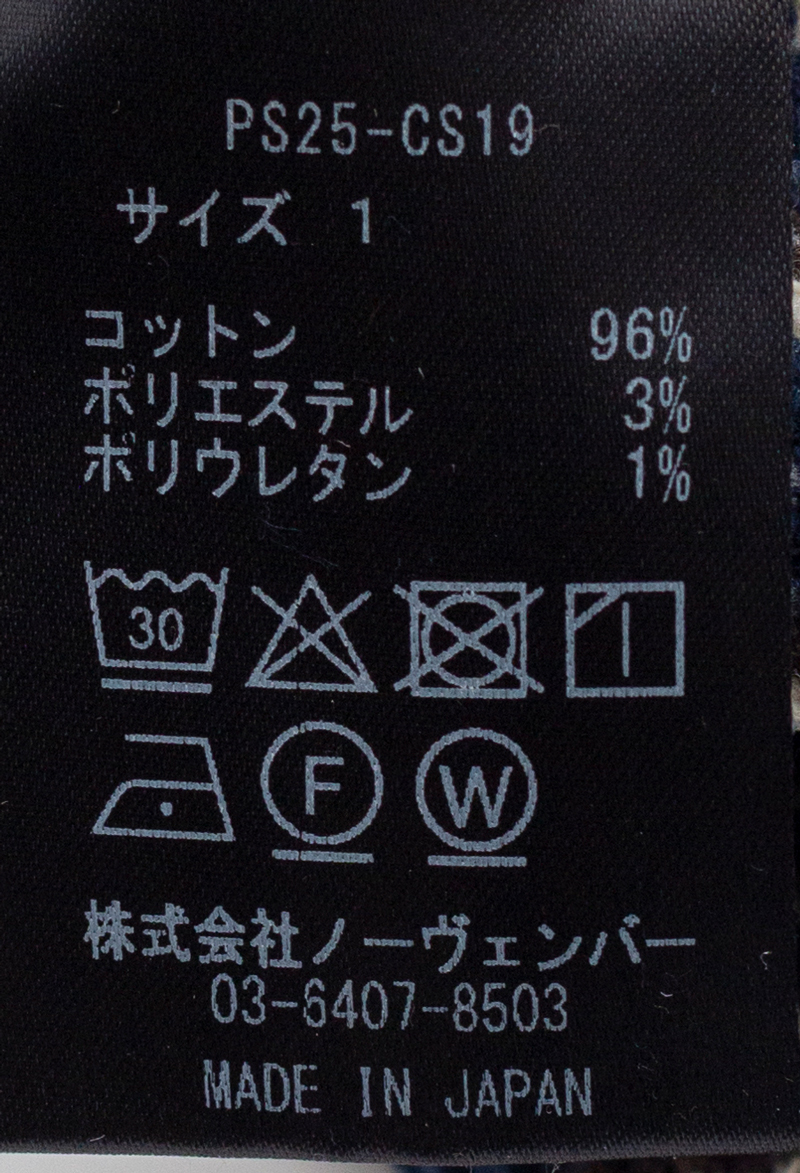 PS25-CS19
サイズ 1
コットン 96%
ポリエステル 3%
ポリウレタン 1%
30
F W
株式会社ノーヴェンバー
03-6407-8503
MADE IN JAPAN